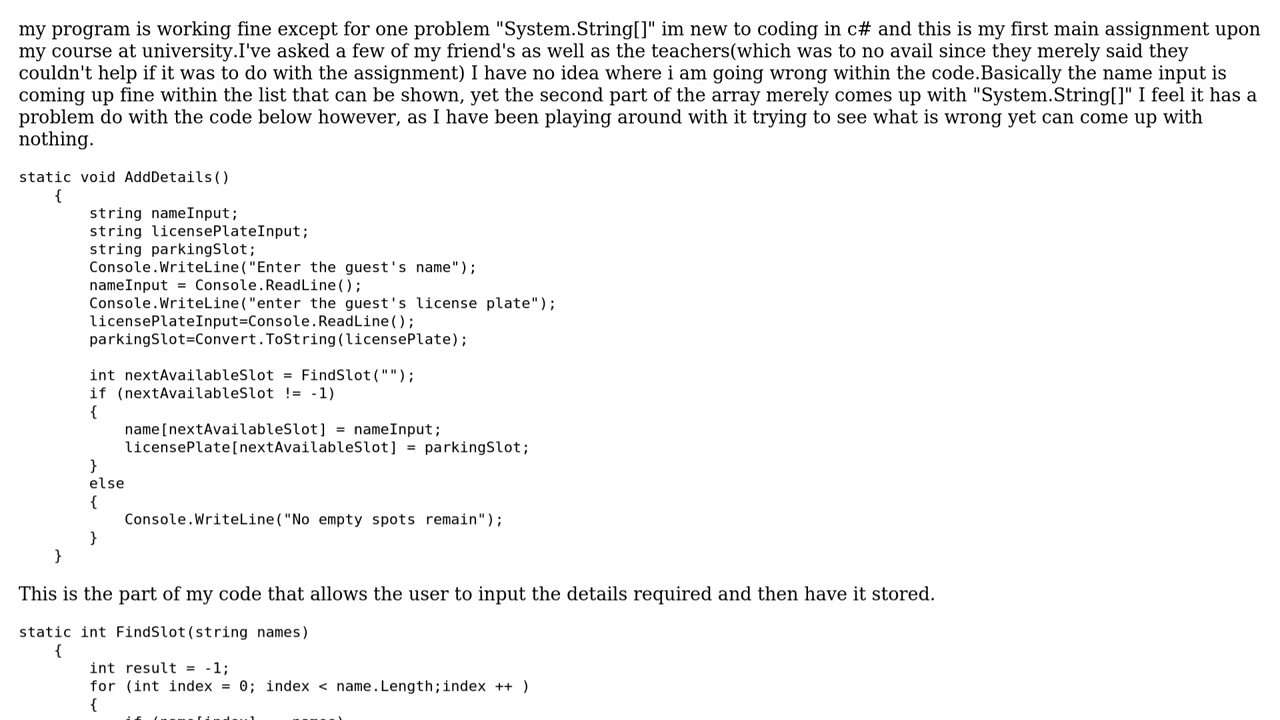 my program is working fine except for one problem "System.String[]" im new to coding in c# and this is my first main assignment upon
my course at university.I've asked a few of my friend's as well as the teachers(which was to no avail since they merely said they
couldn't help if it was to do with the assignment) I have no idea where i am going wrong within the code.Basically the name input is
coming up fine within the list that can be shown, yet the second part of the array merely comes up with "System.String[]" I feel it has a
problem do with the code below however, as I have been playing around with it trying to see what is wrong yet can come up with
nothing.
static void AddDetails()
    {
        string nameInput;
        string licensePlateInput;
        string parkingSlot;
        Console.WriteLine("Enter the guest's name");
        nameInput = Console.ReadLine();
        Console.WriteLine("enter the guest's license plate");
        licensePlateInput=Console.ReadLine();
        parkingSlot=Convert.ToString(licensePlate);

        int nextAvailableSlot = FindSlot("");
        if (nextAvailableSlot != -1)
        {
            name[nextAvailableSlot] = nameInput;
            licensePlate[nextAvailableSlot] = parkingSlot;
        }
        else
        {
            Console.WriteLine("No empty spots remain");
        }
    }
This is the part of my code that allows the user to input the details required and then have it stored.
static int FindSlot(string names)
    {
        int result = -1;
        for (int index = 0; index < name.Length;index ++ )
        {